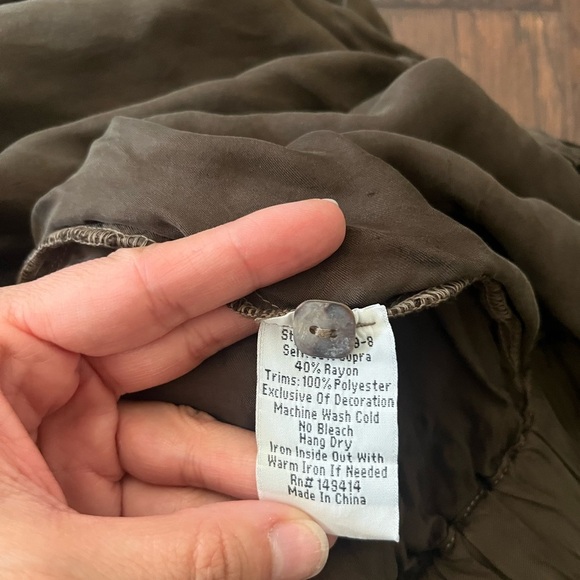 40% Rayon
Trims: 100% Polyester
Exclusive Of Decoration
Machine Wash Cold
No Bleach
Hang Dry
Iron Inside Out With
Warm Iron If Needed
Rn# 149414
Made In China